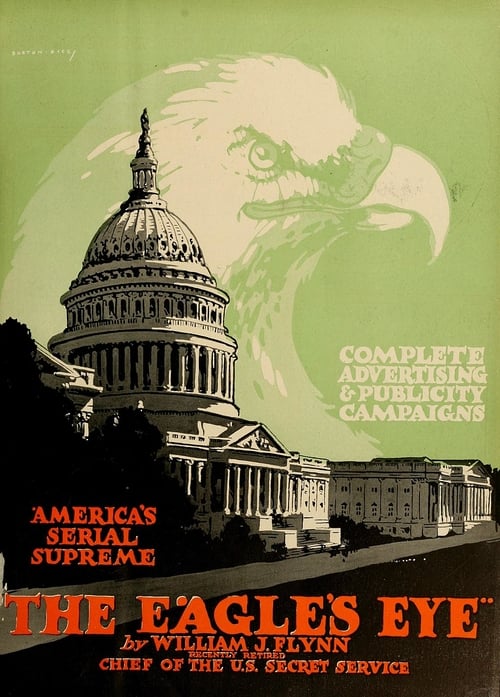 COMPLETE
ADVERTISING
& PUBLICITY
CAMPAIGNS
"AMERICA'S
SERIAL
SUPREME
"THE EAGLE'S EYE"
by WILLIAM J. FLYNN
RECENTLY RETIRED
CHIEF OF THE U.S. SECRET SERVICE